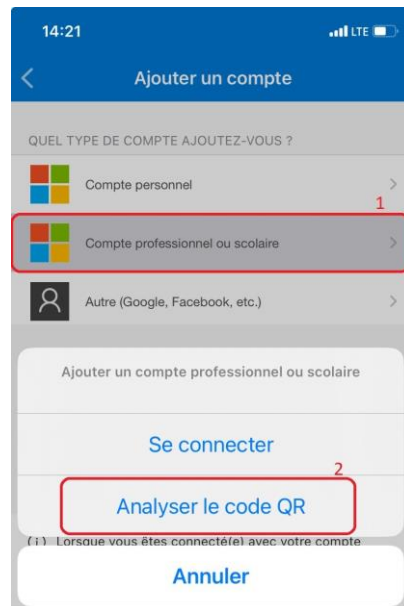 14:21
LTE
Ajouter un compte
QUEL TYPE DE COMPTE AJOUTEZ-VOUS ?
Compte personnel
1
Compte professionnel ou scolaire
Autre (Google, Facebook, etc.)
Ajouter un compte professionnel ou scolaire
Se connecter
2
Analyser le code QR
(i) Lorsque vous êtes connecté(e) avec votre compte
Annuler